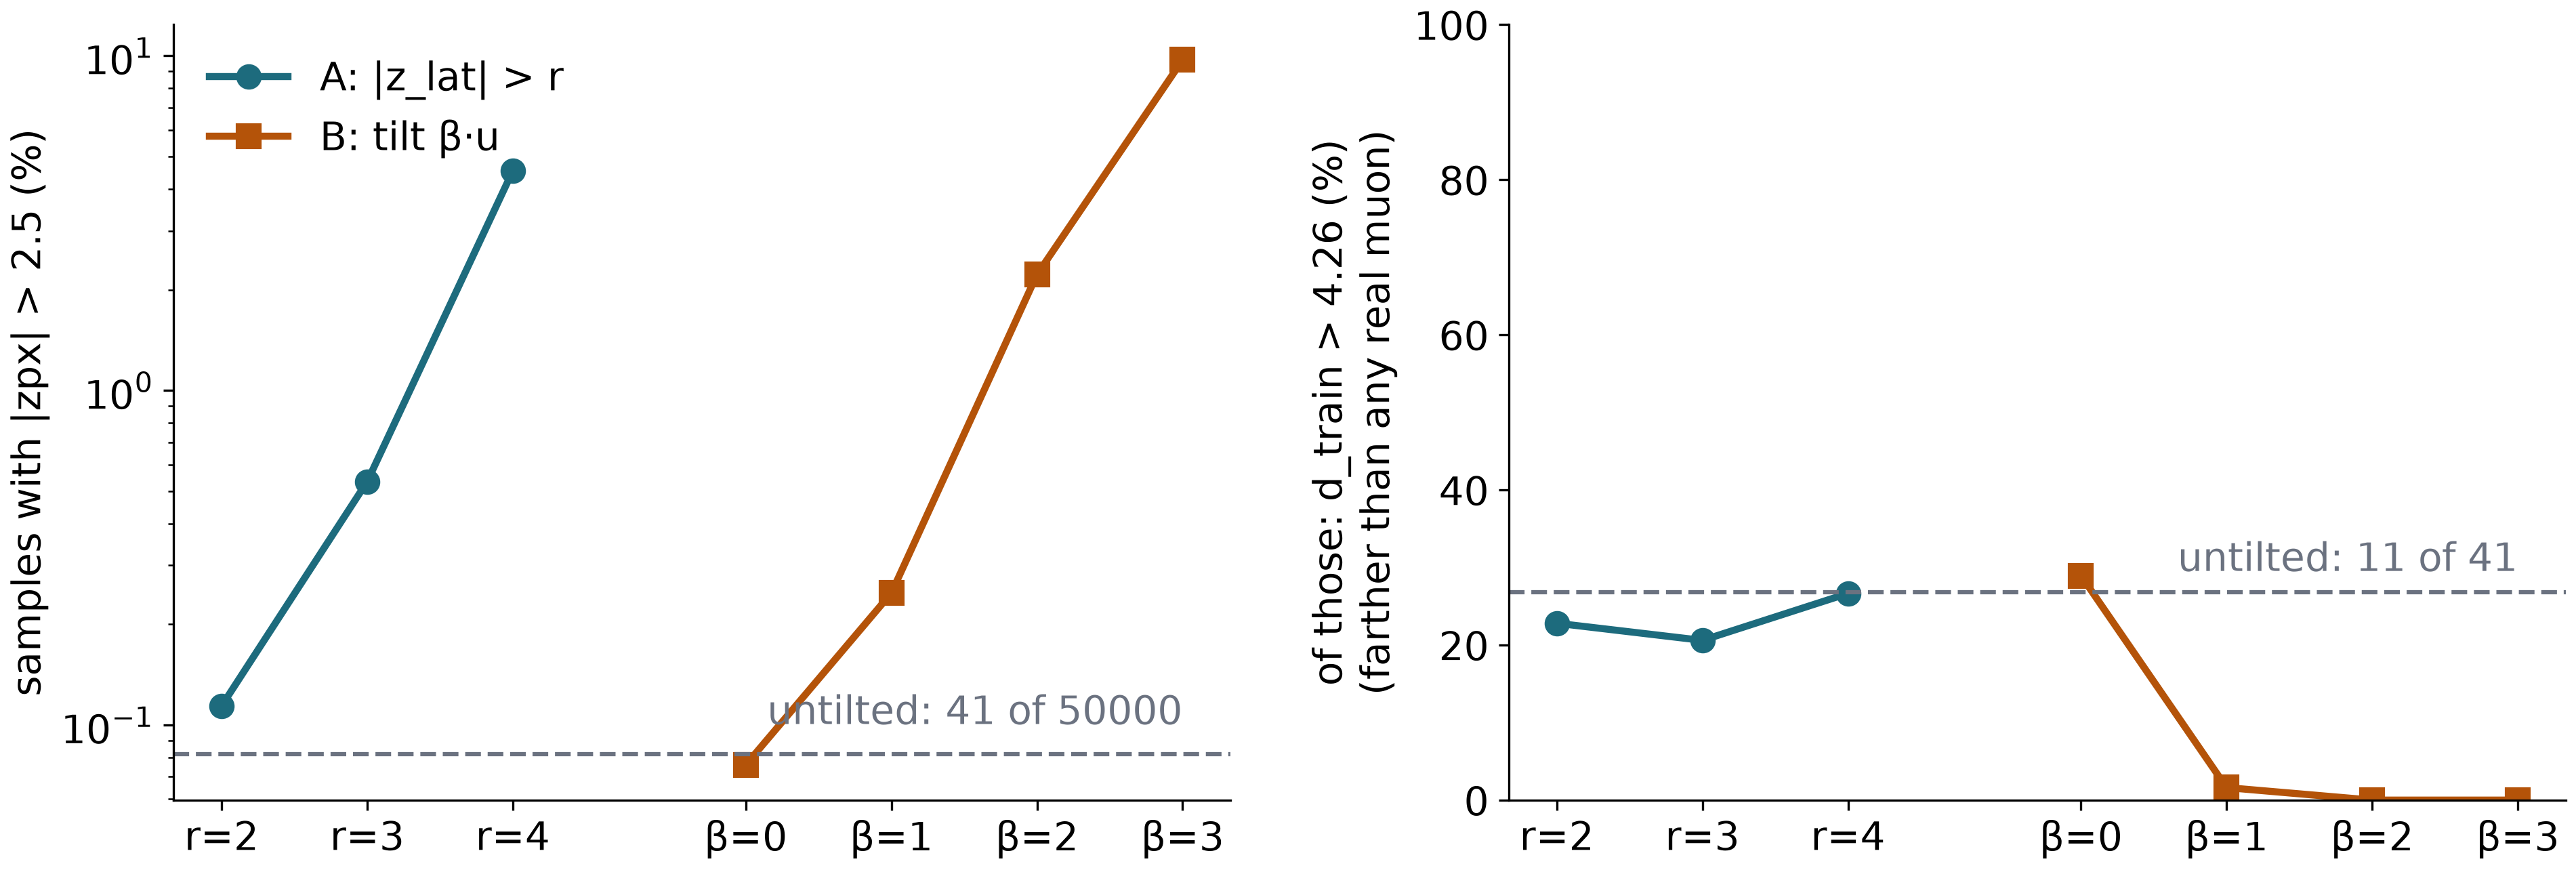 samples with |zpx| > 2.5 (%)
10¹
10⁰
10⁻¹
A: |z_lat| > r
B: tilt β·u
untilted: 41 of 50000
r=2
r=3
r=4
β=0
β=1
β=2
β=3
of those: d_train > 4.26 (%)
(farther than any real muon)
100
80
60
40
20
0
untilted: 11 of 41
r=2
r=3
r=4
β=0
β=1
β=2
β=3